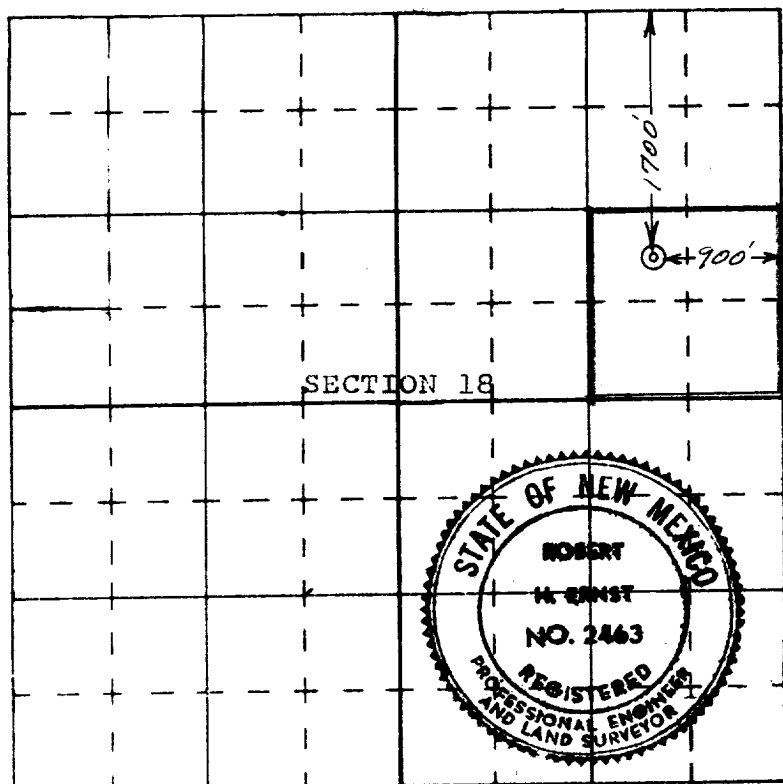 1700'
900'
SECTION 18
STATE OF NEW MEXICO
ROBERT
H. ERNST
NO. 2463
REGISTERED
PROFESSIONAL ENGINEER
AND LAND SURVEYOR